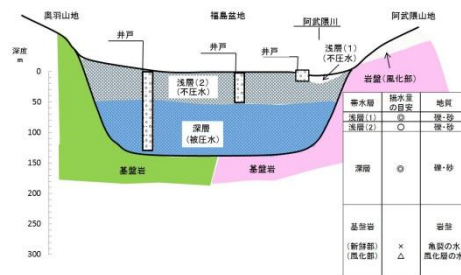 奥羽山地
福島盆地
阿武隈川
阿武隈山地
深度
m
井戸
井戸
井戸
浅層(1)
(不圧水)
0
50
100
150
200
250
300
浅層(2)
(不圧水)
岩盤(風化部)
深層
(被圧水)
基盤岩
基盤岩
帯水層 揚水量の目安 地質
浅層(1) ◎ 礫・砂
浅層(2) ○ 礫・砂
深層 ◎ 礫・砂
基盤岩 岩盤
(新鮮部) × 亀裂の水
(風化部) △ 風化層の水